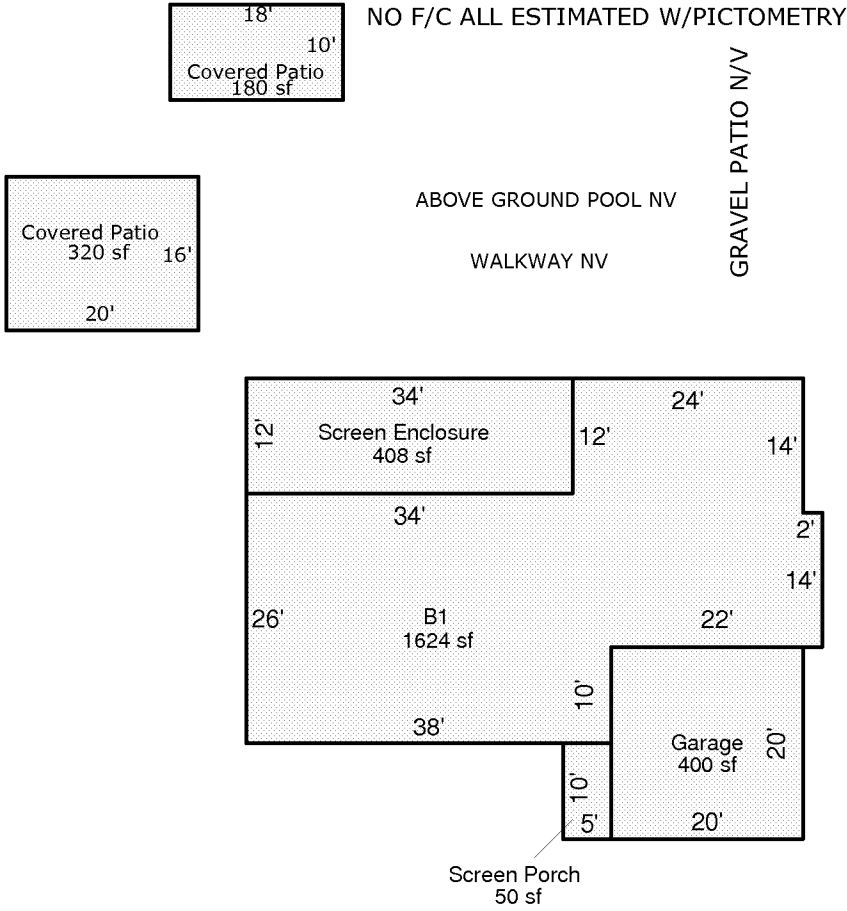 18'
NO F/C ALL ESTIMATED W/PICTOMETRY
10'
Covered Patio
180 sf
GRAVEL PATIO N/V
ABOVE GROUND POOL NV
WALKWAY NV
Covered Patio
320 sf
16'
20'
34'
24'
12'
Screen Enclosure
408 sf
12'
14'
34'
2'
14'
26'
B1
1624 sf
22'
10'
38'
Garage
400 sf
20'
10'
5'
20'
Screen Porch
50 sf